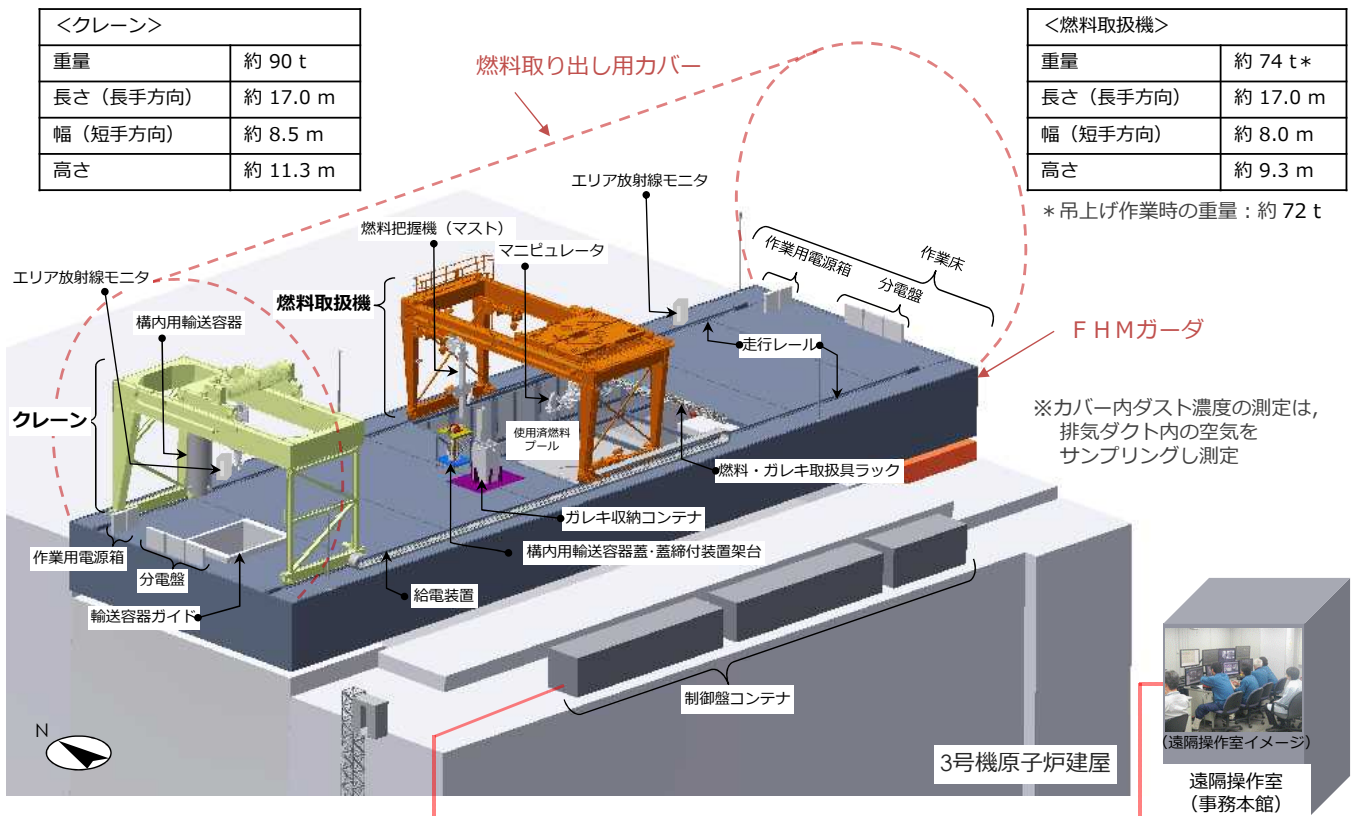 <クレーン>
重量 約 90 t
長さ（長手方向） 約 17.0 m
幅（短手方向） 約 8.5 m
高さ 約 11.3 m
燃料取り出し用カバー
<燃料取扱機>
重量 約 74 t*
長さ（長手方向） 約 17.0 m
幅（短手方向） 約 8.0 m
高さ 約 9.3 m
*吊上げ作業時の重量：約 72 t
エリア放射線モニタ
燃料把握機（マスト）
マニピュレータ
作業用電源箱
分電盤
作業床
エリア放射線モニタ
構内用輸送容器
燃料取扱機
走行レール
ＦＨＭガーダ
クレーン
使用済燃料
プール
※カバー内ダスト濃度の測定は,
排気ダクト内の空気を
サンプリングし測定
燃料・ガレキ取扱具ラック
ガレキ収納コンテナ
構内用輸送容器蓋･蓋締付装置架台
作業用電源箱
分電盤
給電装置
輸送容器ガイド
制御盤コンテナ
N
3号機原子炉建屋
（遠隔操作室イメージ）
遠隔操作室
（事務本館）